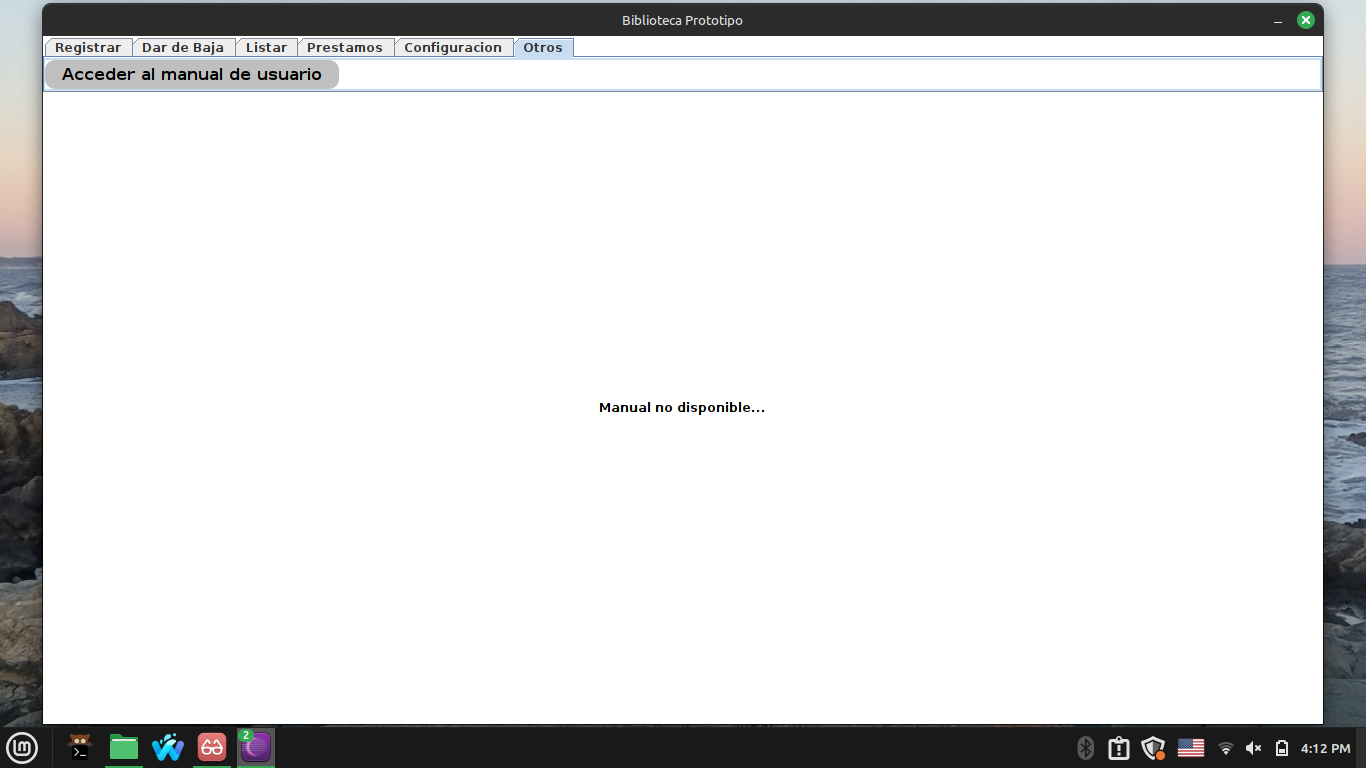 Biblioteca Prototipo
Registrar Dar de Baja Listar Prestamos Configuracion Otros
Acceder al manual de usuario
Manual no disponible...
2
4:12 PM